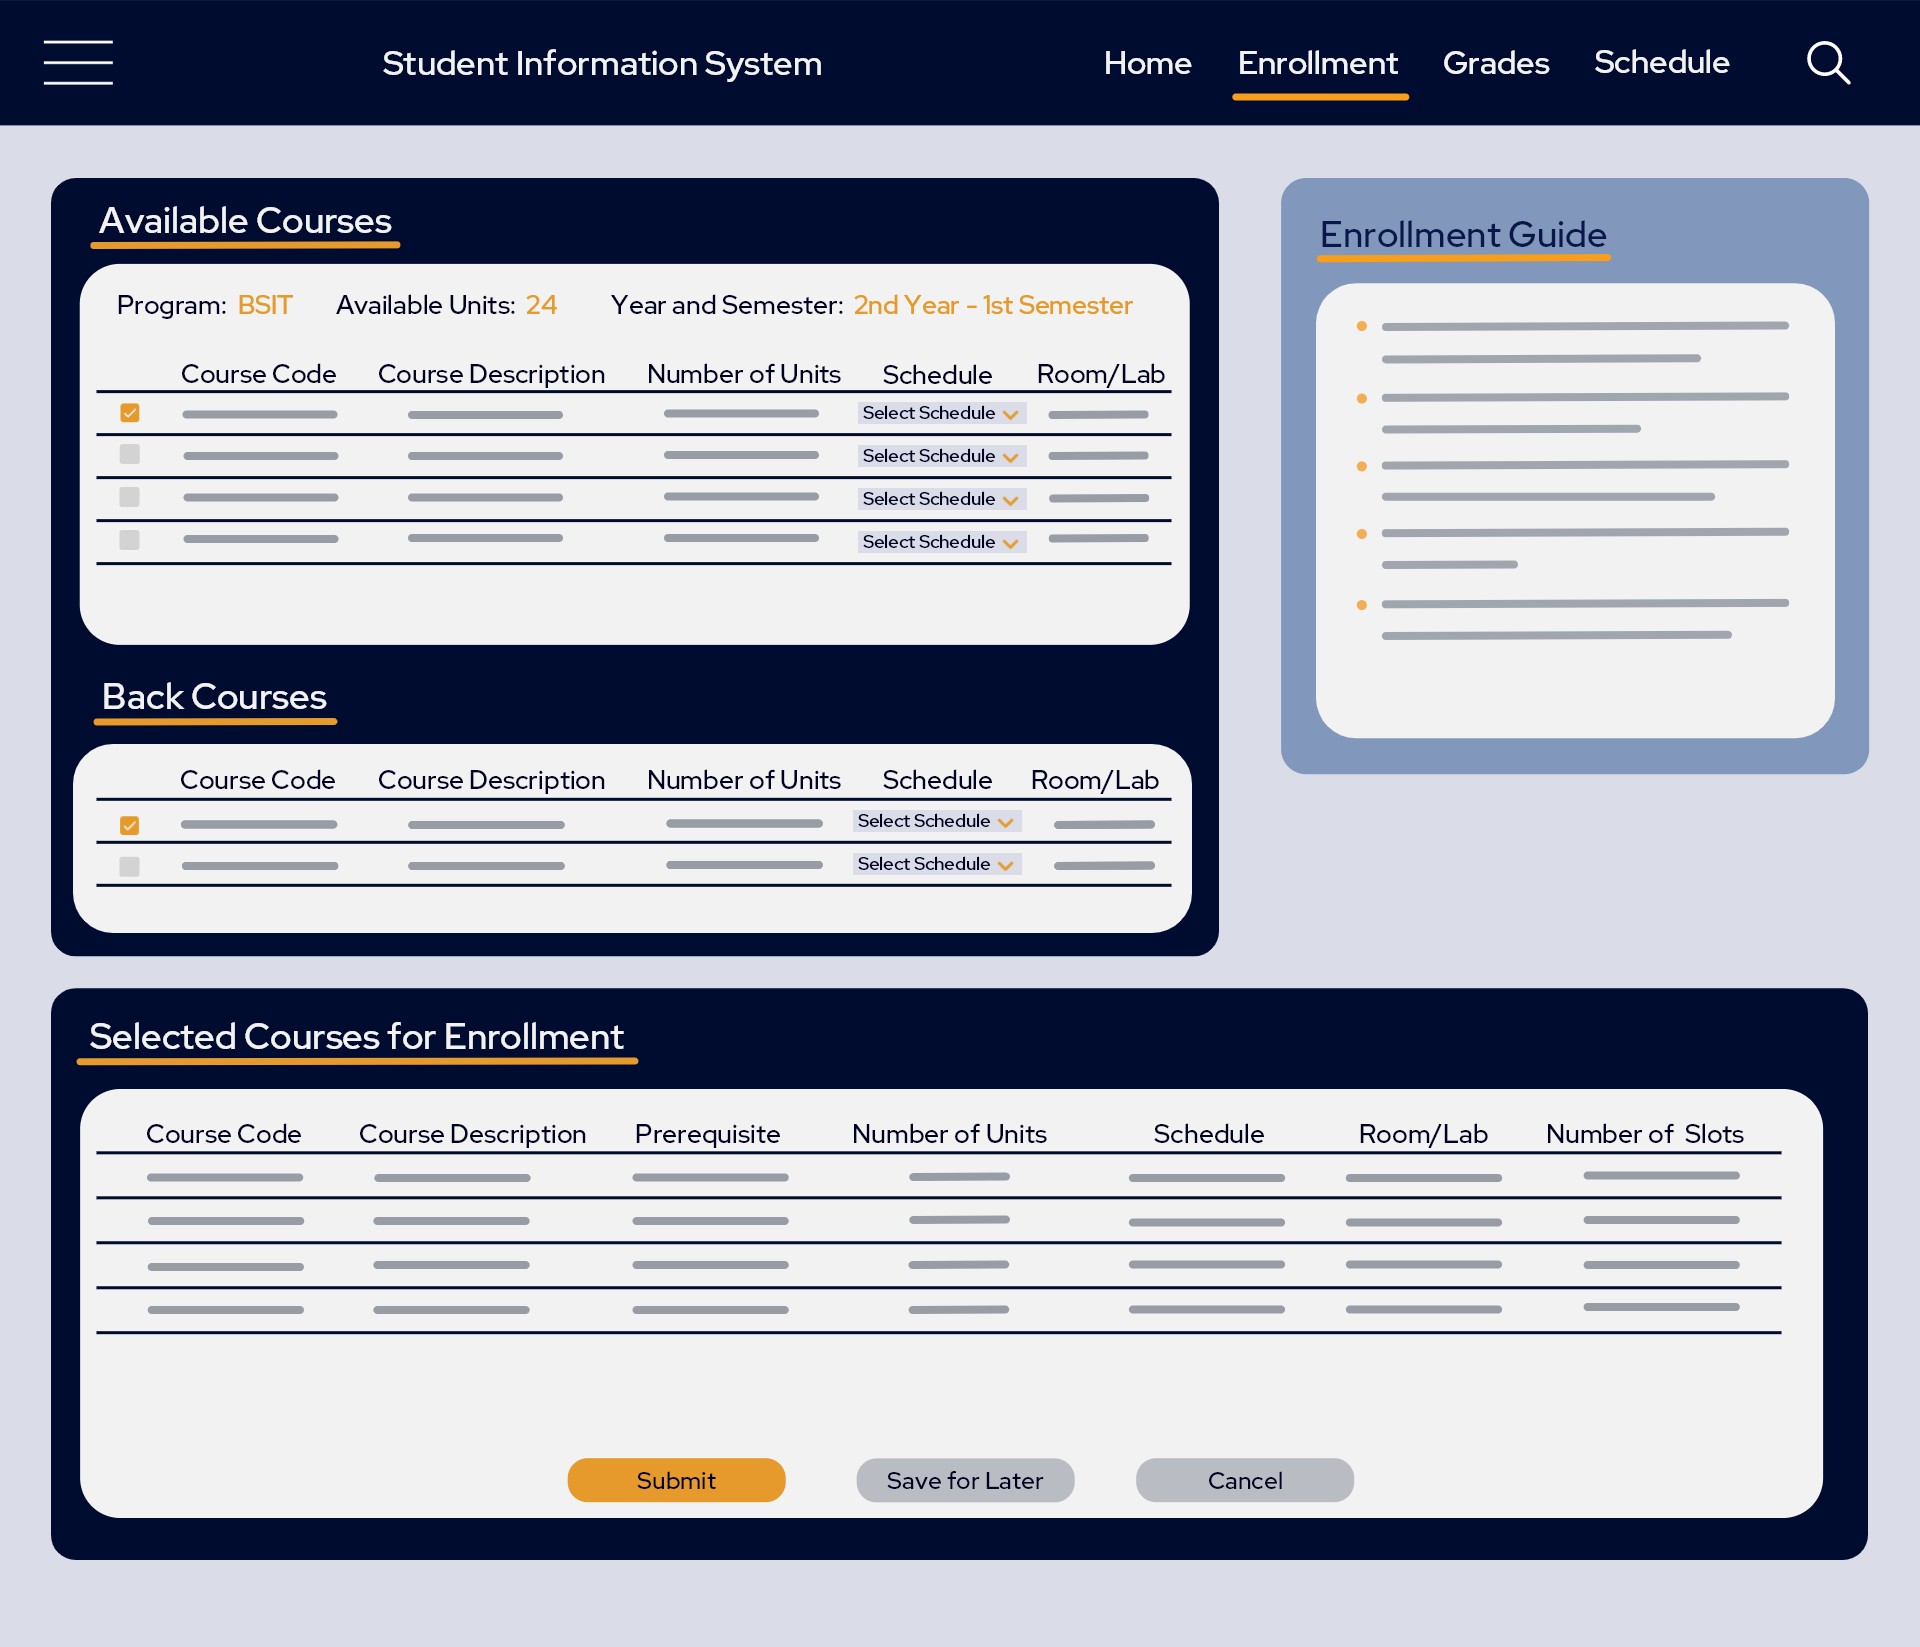 Student Information System
Home Enrollment Grades Schedule
Available Courses
Program: BSIT Available Units: 24 Year and Semester: 2nd Year - 1st Semester
Course Code Course Description Number of Units Schedule Room/Lab
Select Schedule
Select Schedule
Select Schedule
Select Schedule
Back Courses
Course Code Course Description Number of Units Schedule Room/Lab
Select Schedule
Select Schedule
Enrollment Guide
Selected Courses for Enrollment
Course Code Course Description Prerequisite Number of Units Schedule Room/Lab Number of Slots
Submit Save for Later Cancel